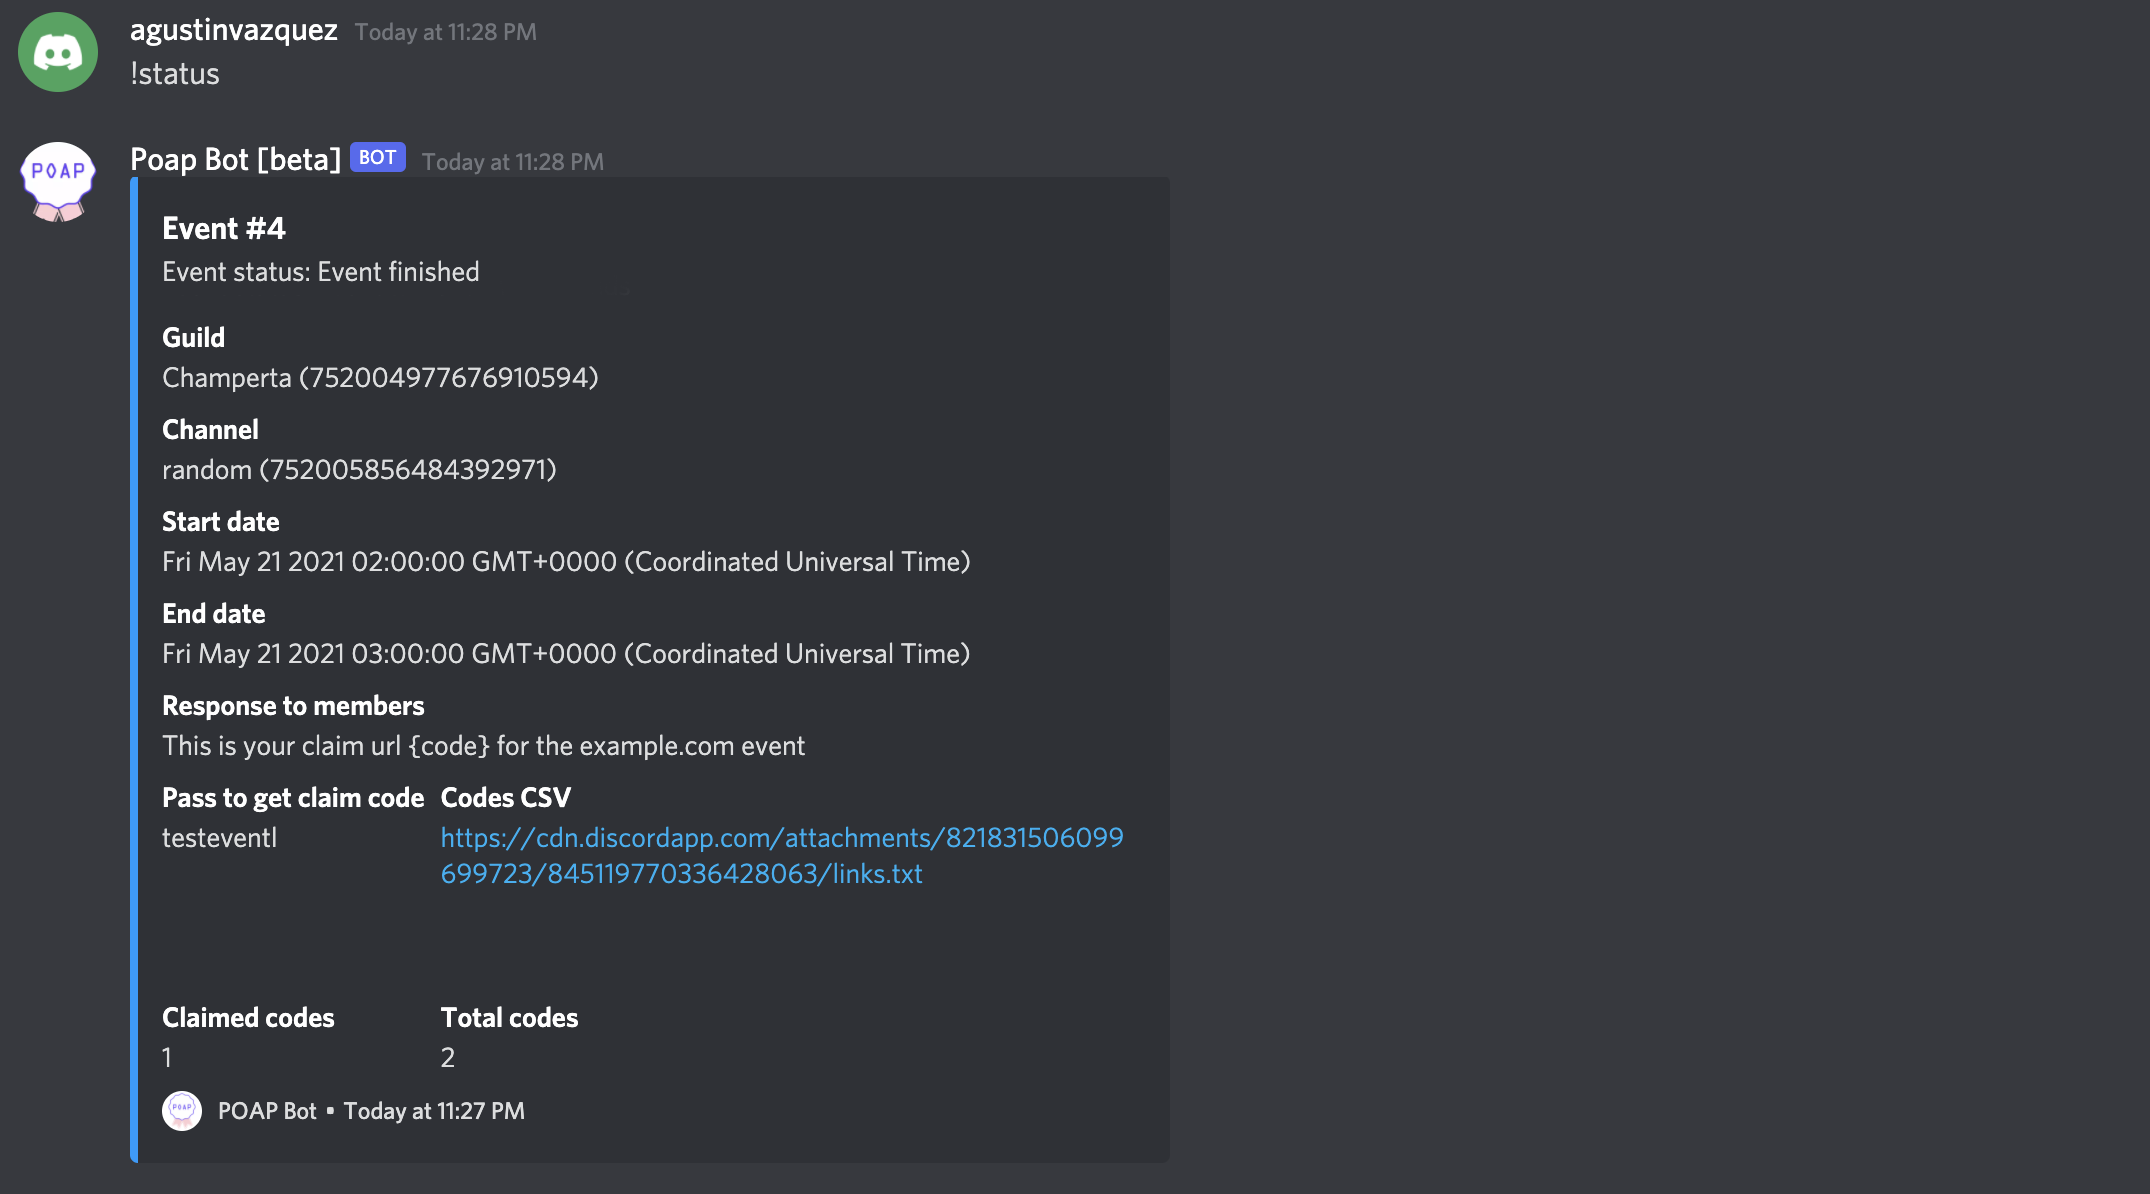 agustinvazquez Today at 11:28 PM
!status
POAP
Poap Bot [beta] BOT Today at 11:28 PM
Event #4
Event status: Event finished
Guild
Champerta (752004977676910594)
Channel
random (752005856484392971)
Start date
Fri May 21 2021 02:00:00 GMT+0000 (Coordinated Universal Time)
End date
Fri May 21 2021 03:00:00 GMT+0000 (Coordinated Universal Time)
Response to members
This is your claim url {code} for the example.com event
Pass to get claim code Codes CSV
testeventl https://cdn.discordapp.com/attachments/821831506099
699723/845119770336428063/links.txt
Claimed codes Total codes
1 2
POAP POAP Bot • Today at 11:27 PM